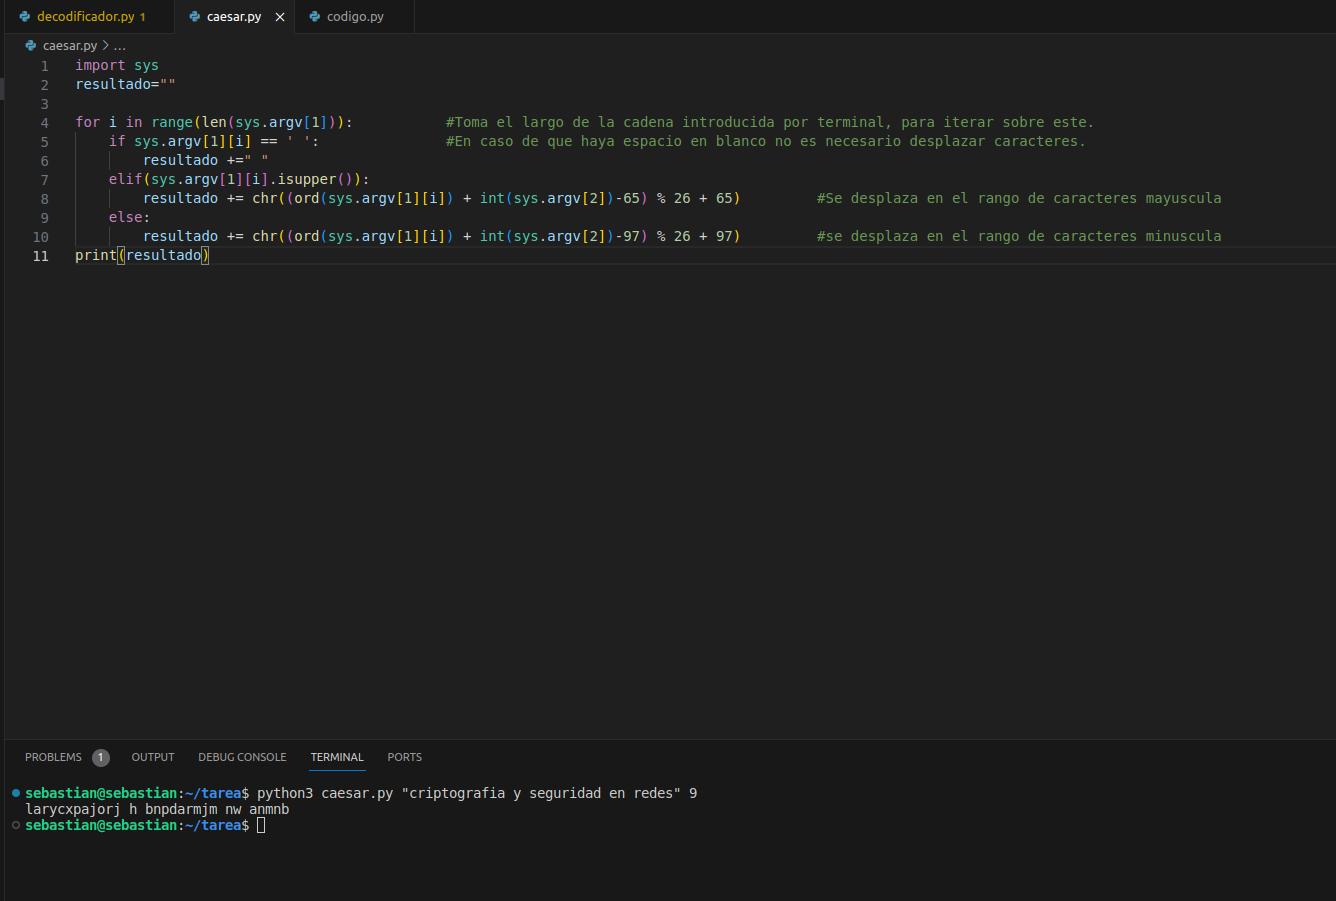 decodificador.py 1 caesar.py codigo.py
caesar.py > ...
1 import sys
2 resultado=""
3
4 for i in range(len(sys.argv[1])): #Toma el largo de la cadena introducida por terminal, para iterar sobre este.
5 if sys.argv[1][i] == ' ': #En caso de que haya espacio en blanco no es necesario desplazar caracteres.
6 resultado +=" "
7 elif(sys.argv[1][i].isupper()):
8 resultado += chr((ord(sys.argv[1][i]) + int(sys.argv[2])-65) % 26 + 65) #Se desplaza en el rango de caracteres mayuscula
9 else:
10 resultado += chr((ord(sys.argv[1][i]) + int(sys.argv[2])-97) % 26 + 97) #se desplaza en el rango de caracteres minuscula
11 print(resultado)
PROBLEMS 1 OUTPUT DEBUG CONSOLE TERMINAL PORTS
sebastian@sebastian:~/tarea$ python3 caesar.py "criptografia y seguridad en redes" 9
larycxpajorj h bnpdarmjm nw anmnb
sebastian@sebastian:~/tarea$